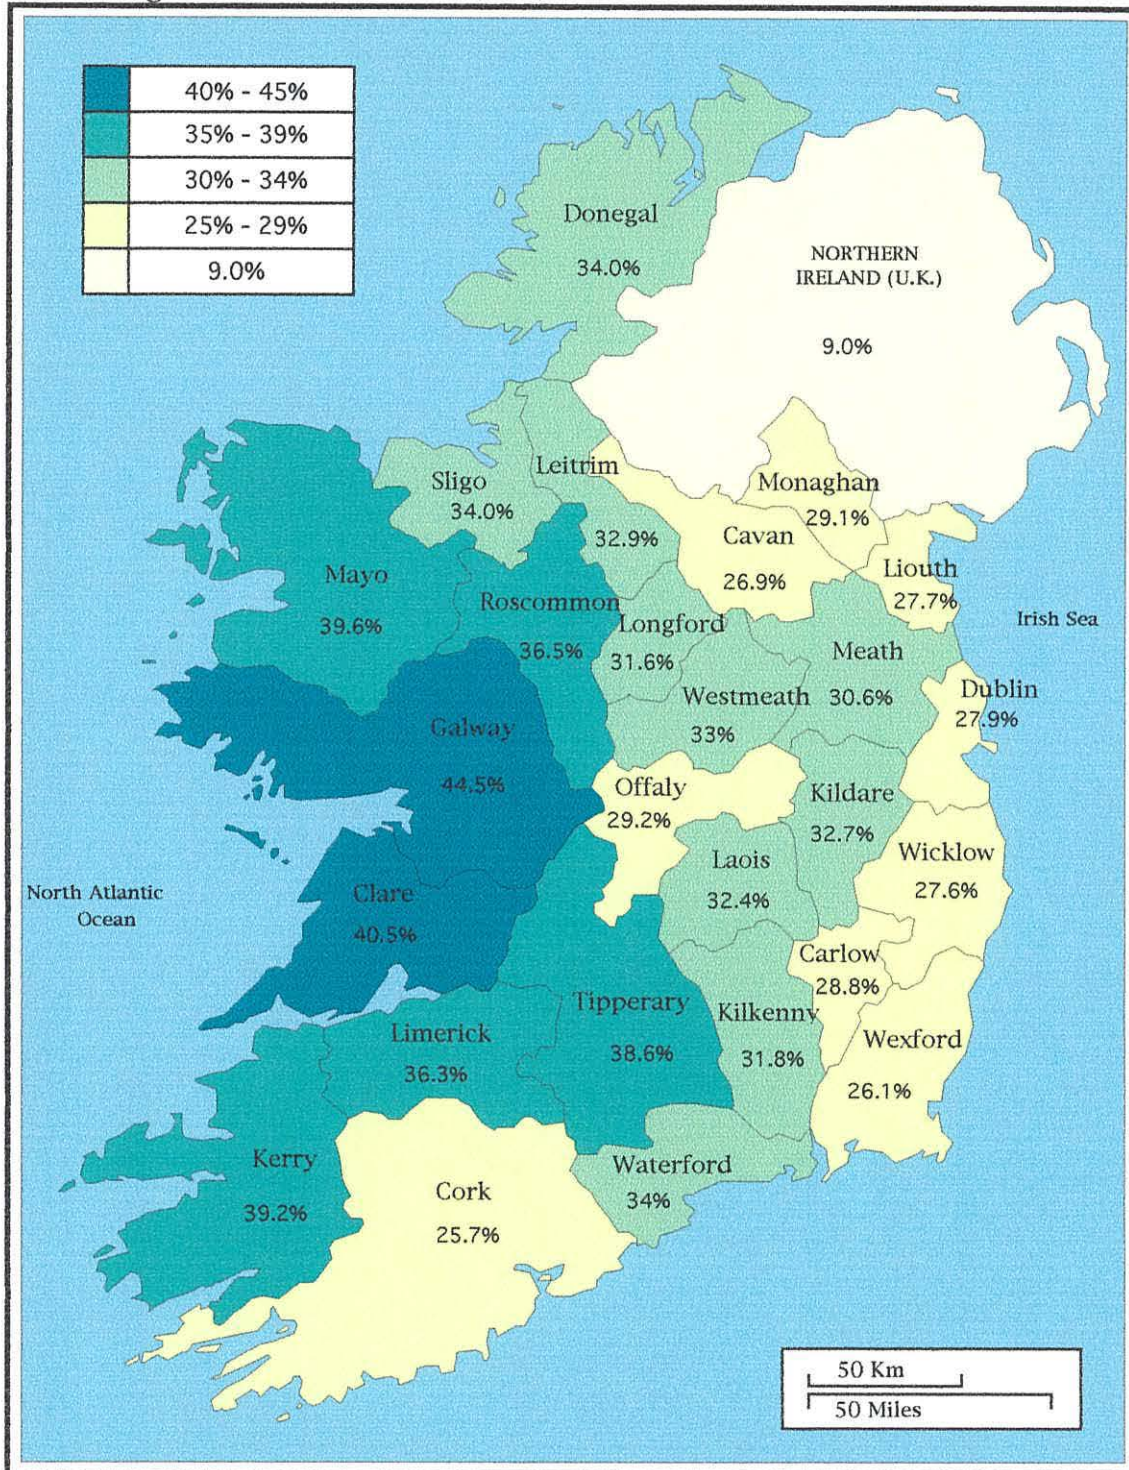 40% - 45%
35% - 39%
30% - 34%
25% - 29%
9.0%
Donegal
34.0%
NORTHERN
IRELAND (U.K.)
9.0%
Leitrim
32.9%
Sligo
34.0%
Monaghan
29.1%
Cavan
26.9%
Liouth
27.7%
Mayo
39.6%
Roscommon
36.5%
Longford
31.6%
Irish Sea
Meath
30.6%
Westmeath
33%
Dublin
27.9%
Galway
44.5%
Offaly
29.2%
Kildare
32.7%
Laois
32.4%
Wicklow
27.6%
North Atlantic
Ocean
Clare
40.5%
Carlow
28.8%
Tipperary
38.6%
Kilkenny
31.8%
Limerick
36.3%
Wexford
26.1%
Kerry
39.2%
Waterford
34%
Cork
25.7%
50 Km
50 Miles